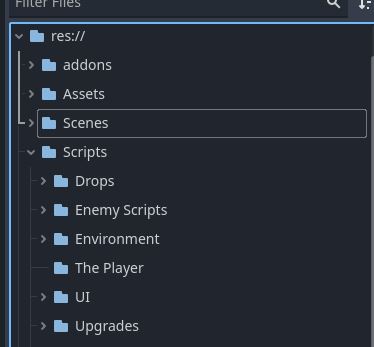 Filter Files
res://
addons
Assets
Scenes
Scripts
Drops
Enemy Scripts
Environment
The Player
UI
Upgrades